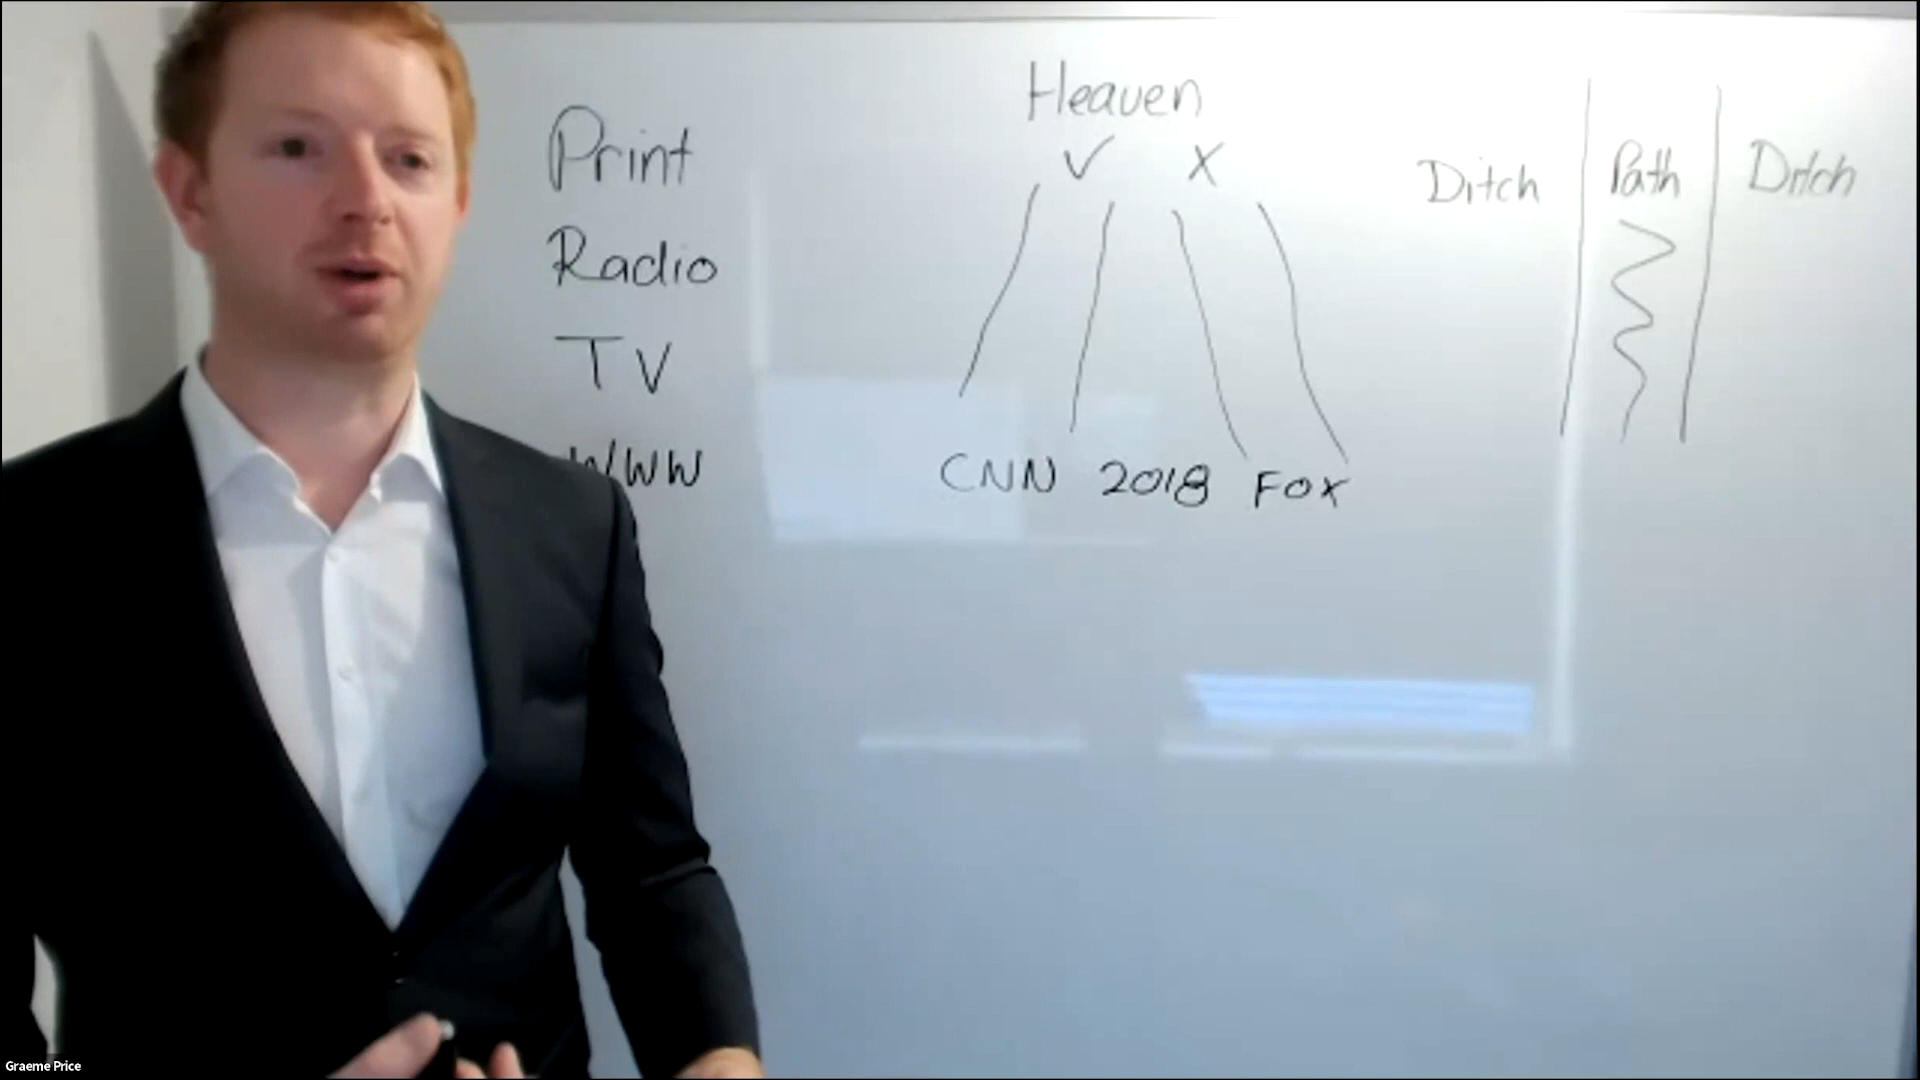 Print
Radio
TV
WWW
Heaven
✓ X
CNN 2018 FOX
Ditch Path Ditch
Graeme Price